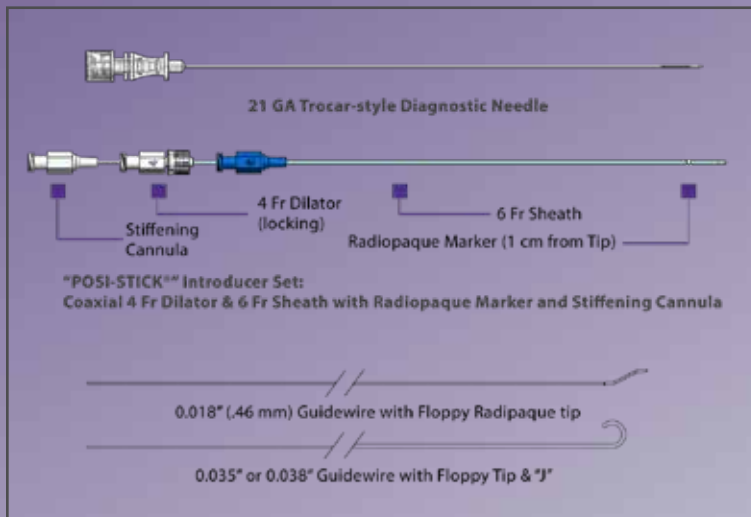 21 GA Trocar-style Diagnostic Needle
4 Fr Dilator
(locking)
6 Fr Sheath
Stiffening
Cannula
Radiopaque Marker (1 cm from Tip)
"POSI-STICK®" Introducer Set:
Coaxial 4 Fr Dilator & 6 Fr Sheath with Radiopaque Marker and Stiffening Cannula
0.018" (.46 mm) Guidewire with Floppy Radipaque tip
0.035" or 0.038" Guidewire with Floppy Tip & "J"